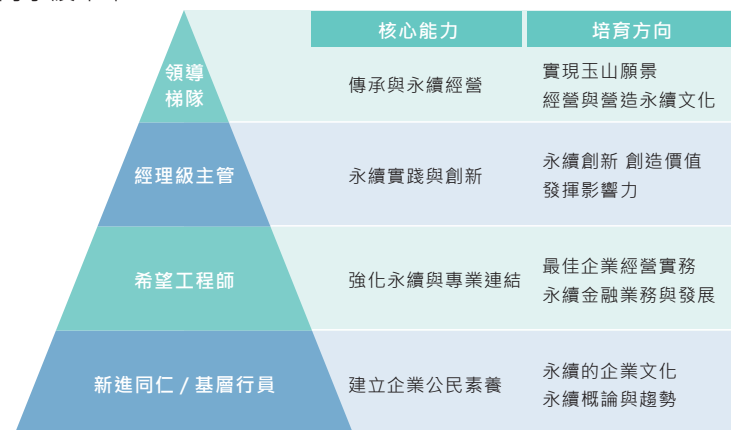 核心能力
培育方向
領導
梯隊
傳承與永續經營
實現玉山願景
經營與營造永續文化
經理級主管
永續實踐與創新
永續創新 創造價值
發揮影響力
希望工程師
強化永續與專業連結
最佳企業經營實務
永續金融業務與發展
新進同仁 / 基層行員
建立企業公民素養
永續的企業文化
永續概論與趨勢